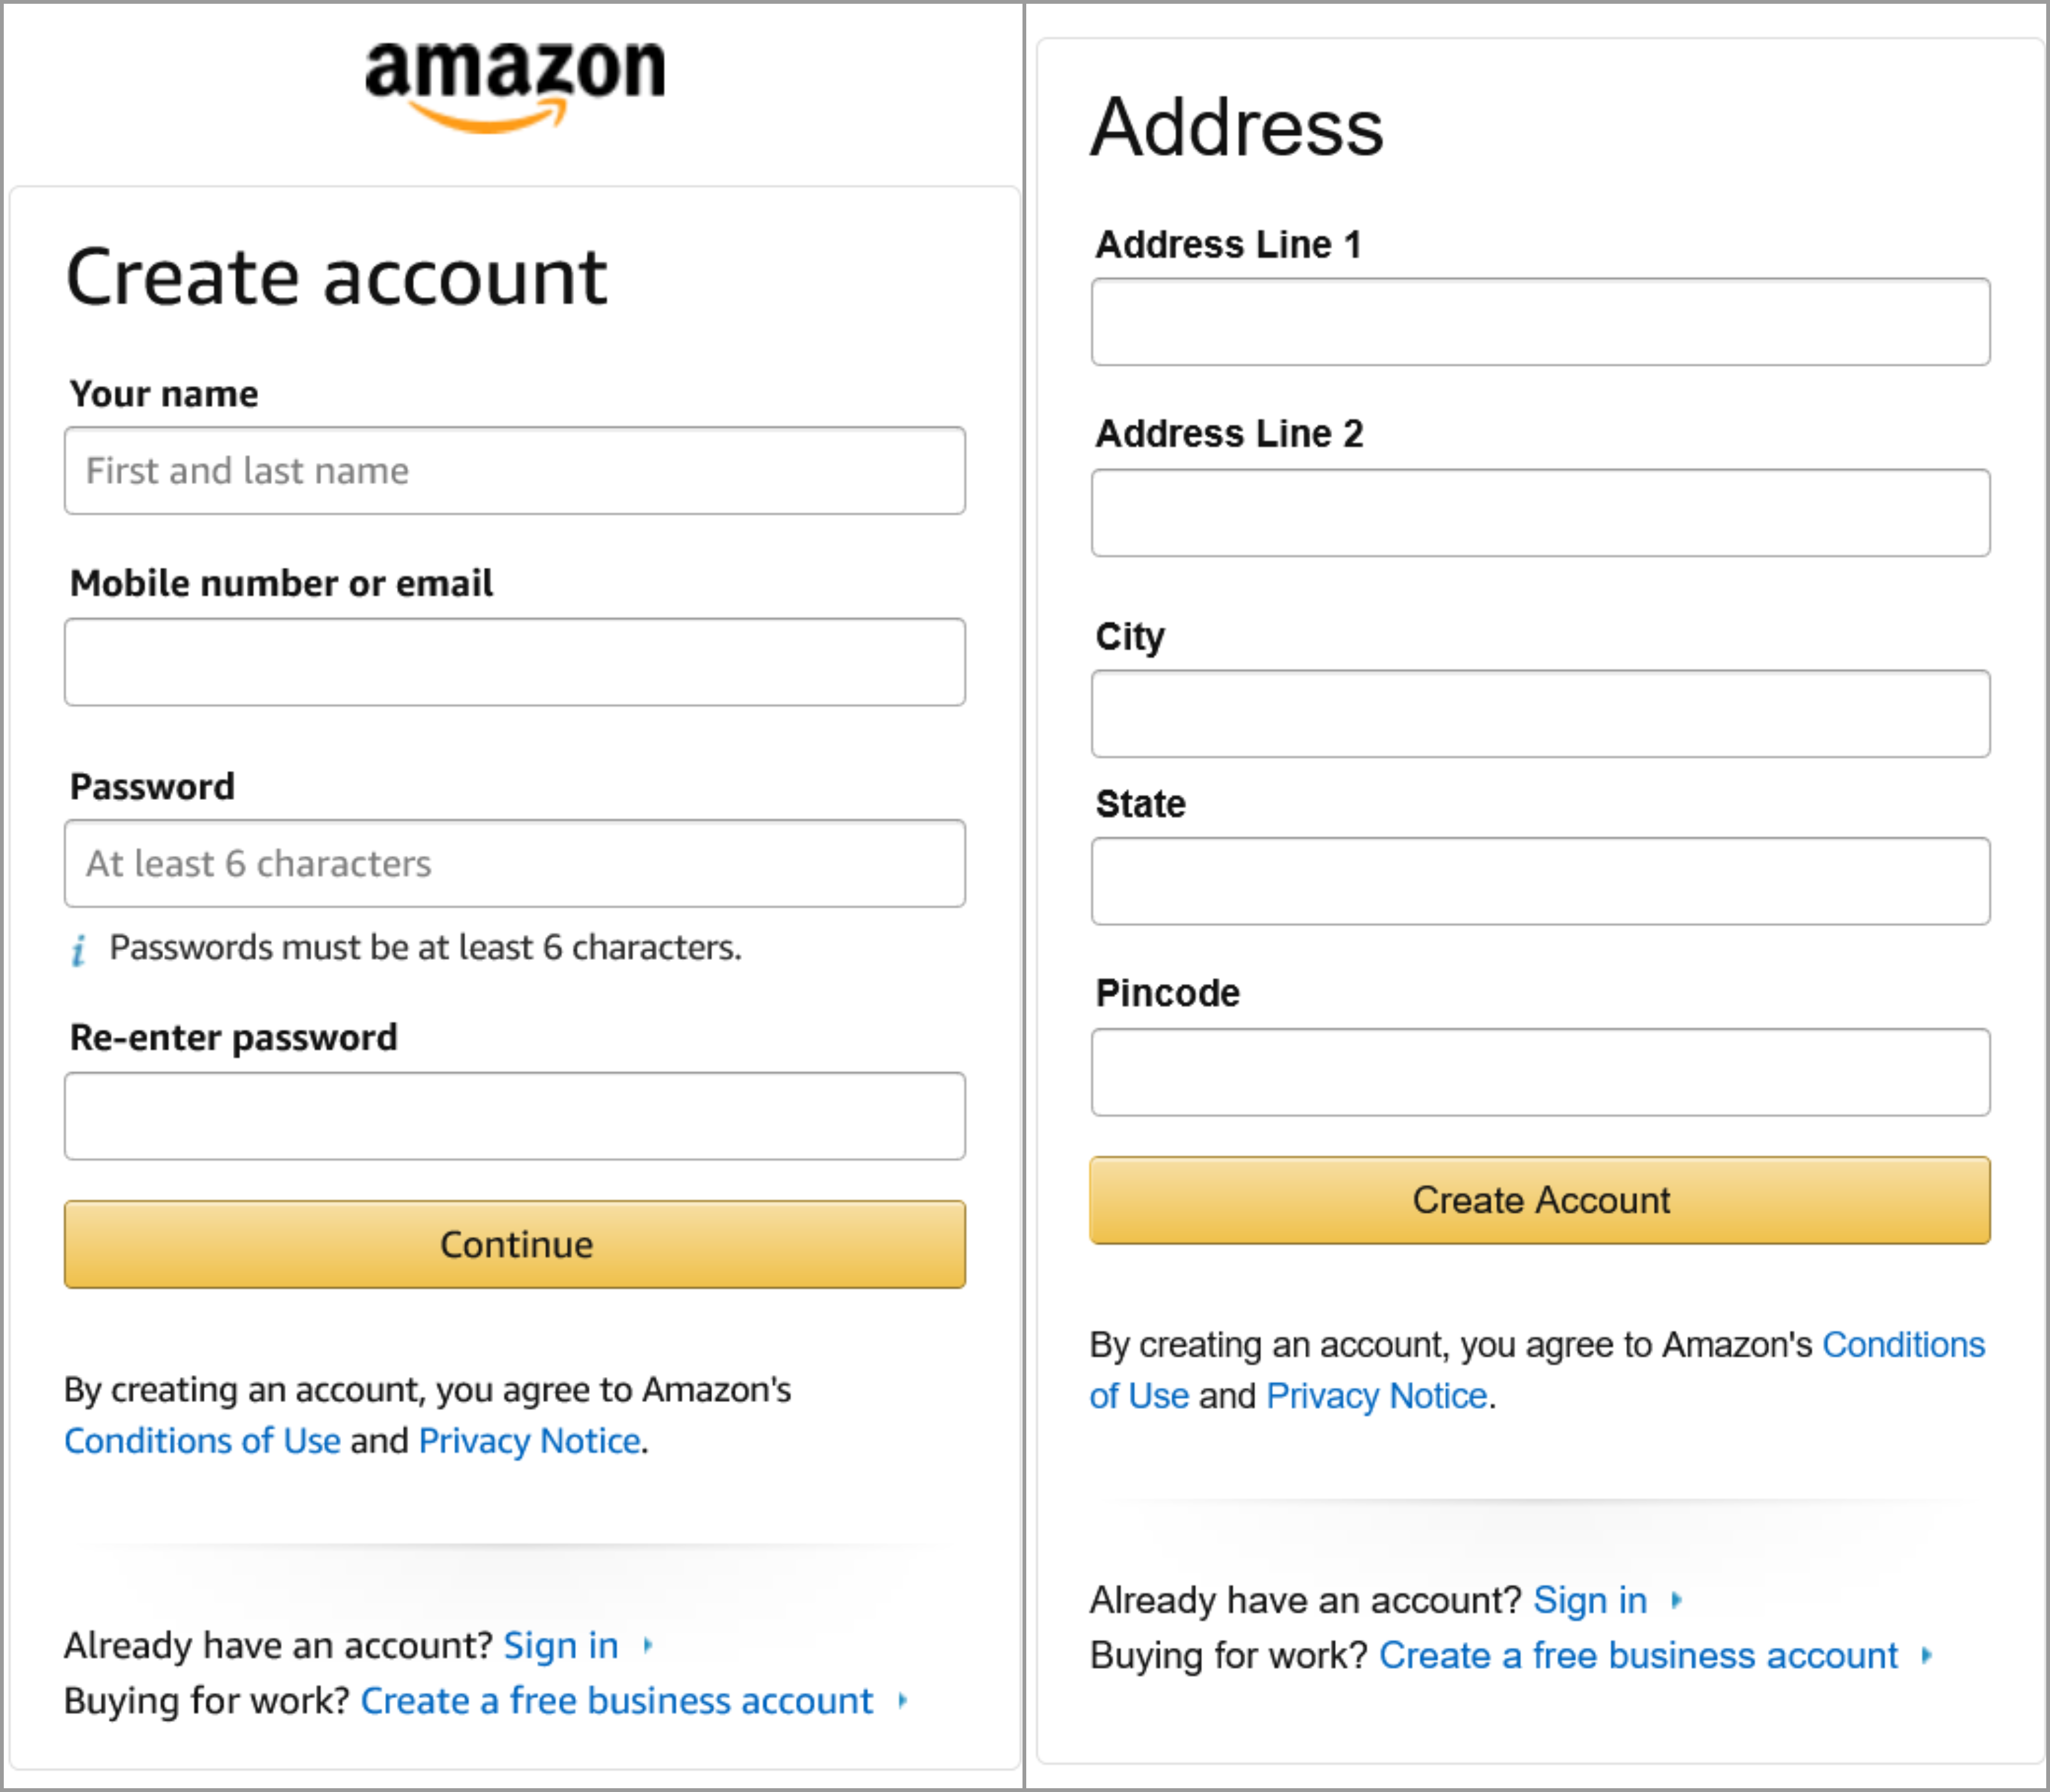 amazon
Create account
Your name
First and last name
Mobile number or email
Password
At least 6 characters
i Passwords must be at least 6 characters.
Re-enter password
Continue
By creating an account, you agree to Amazon's
Conditions of Use and Privacy Notice.
Already have an account? Sign in
Buying for work? Create a free business account
Address
Address Line 1
Address Line 2
City
State
Pincode
Create Account
By creating an account, you agree to Amazon's Conditions
of Use and Privacy Notice.
Already have an account? Sign in
Buying for work? Create a free business account